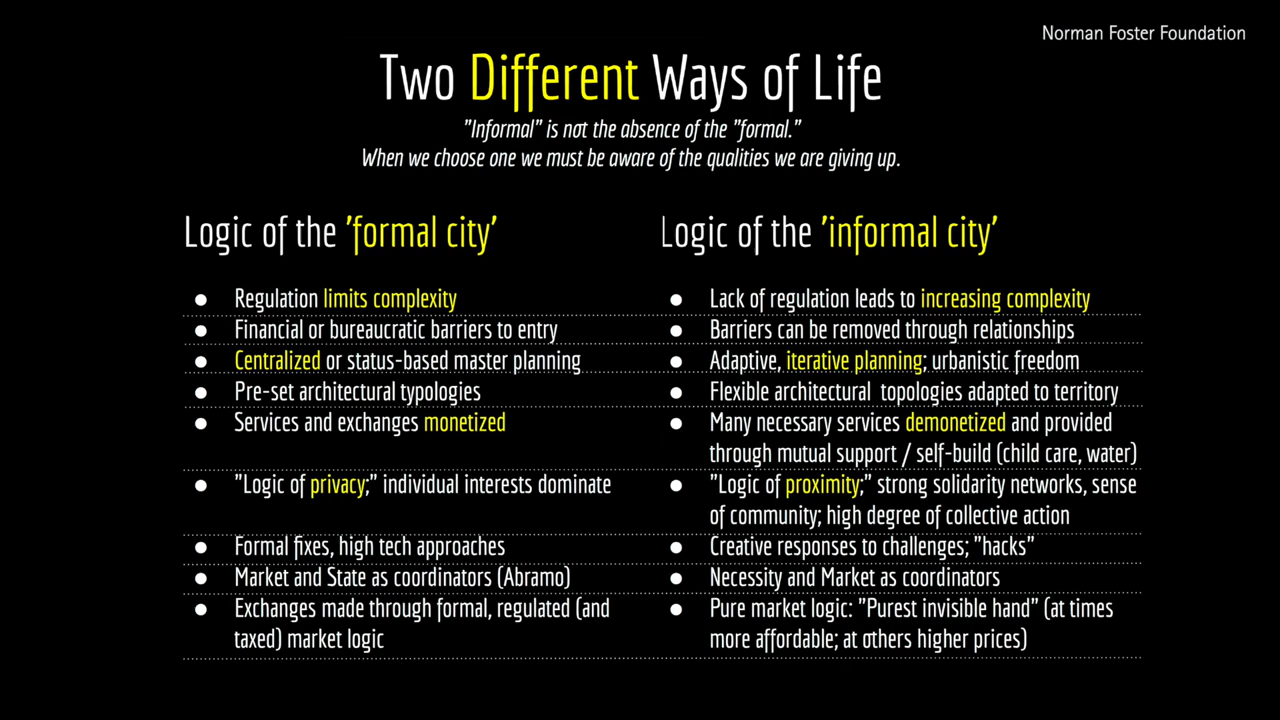 Norman Foster Foundation
Two Different Ways of Life
"Informal" is not the absence of the "formal."
When we choose one we must be aware of the qualities we are giving up.
Logic of the 'formal city'
● Regulation limits complexity
● Financial or bureaucratic barriers to entry
● Centralized or status-based master planning
● Pre-set architectural typologies
● Services and exchanges monetized
● "Logic of privacy;" individual interests dominate
● Formal fixes, high tech approaches
● Market and State as coordinators (Abramo)
● Exchanges made through formal, regulated (and
taxed) market logic
Logic of the 'informal city'
● Lack of regulation leads to increasing complexity
● Barriers can be removed through relationships
● Adaptive, iterative planning; urbanistic freedom
● Flexible architectural topologies adapted to territory
● Many necessary services demonetized and provided
through mutual support / self-build (child care, water)
● "Logic of proximity;" strong solidarity networks, sense
of community; high degree of collective action
● Creative responses to challenges; "hacks"
● Necessity and Market as coordinators
● Pure market logic: "Purest invisible hand" (at times
more affordable; at others higher prices)